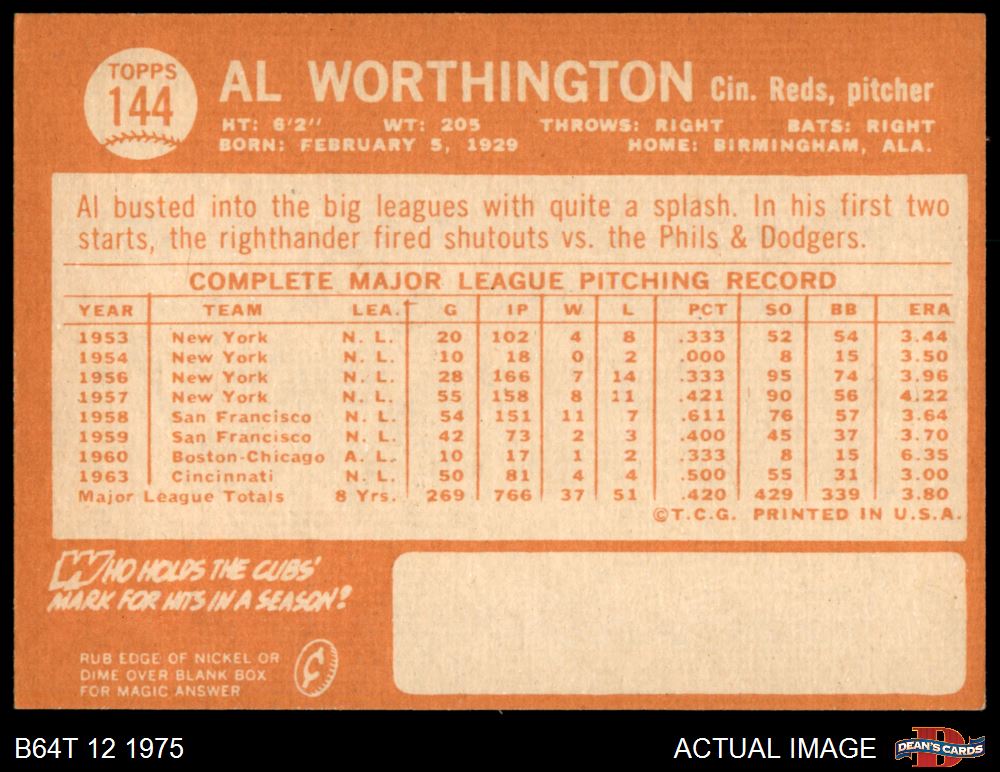 TOPPS
144
AL WORTHINGTON Cin. Reds, pitcher
HT: 6'2" WT: 205 THROWS: RIGHT BATS: RIGHT
BORN: FEBRUARY 5, 1929 HOME: BIRMINGHAM, ALA.
Al busted into the big leagues with quite a splash. In his first two
starts, the righthander fired shutouts vs. the Phils & Dodgers.
COMPLETE MAJOR LEAGUE PITCHING RECORD
YEAR TEAM LEA. G IP W L PCT SO BB ERA
1953 New York N. L. 20 102 4 8 .333 52 54 3.44
1954 New York N. L. 10 18 0 2 .000 8 15 3.50
1956 New York N. L. 28 166 7 14 .333 95 74 3.96
1957 New York N. L. 55 158 8 11 .421 90 56 4.22
1958 San Francisco N. L. 54 151 11 7 .611 76 57 3.64
1959 San Francisco N. L. 42 73 2 3 .400 45 37 3.70
1960 Boston-Chicago A. L. 10 17 1 2 .333 8 15 6.35
1963 Cincinnati N. L. 50 81 4 4 .500 55 31 3.00
Major League Totals 8 Yrs. 269 766 37 51 .420 429 339 3.80
©T.C.G. PRINTED IN U.S.A.
WHO HOLDS THE CUBS'
MARK FOR HITS IN A SEASON?
RUB EDGE OF NICKEL OR
DIME OVER BLANK BOX
FOR MAGIC ANSWER
B64T 12 1975
ACTUAL IMAGE
DEAN'S CARDS